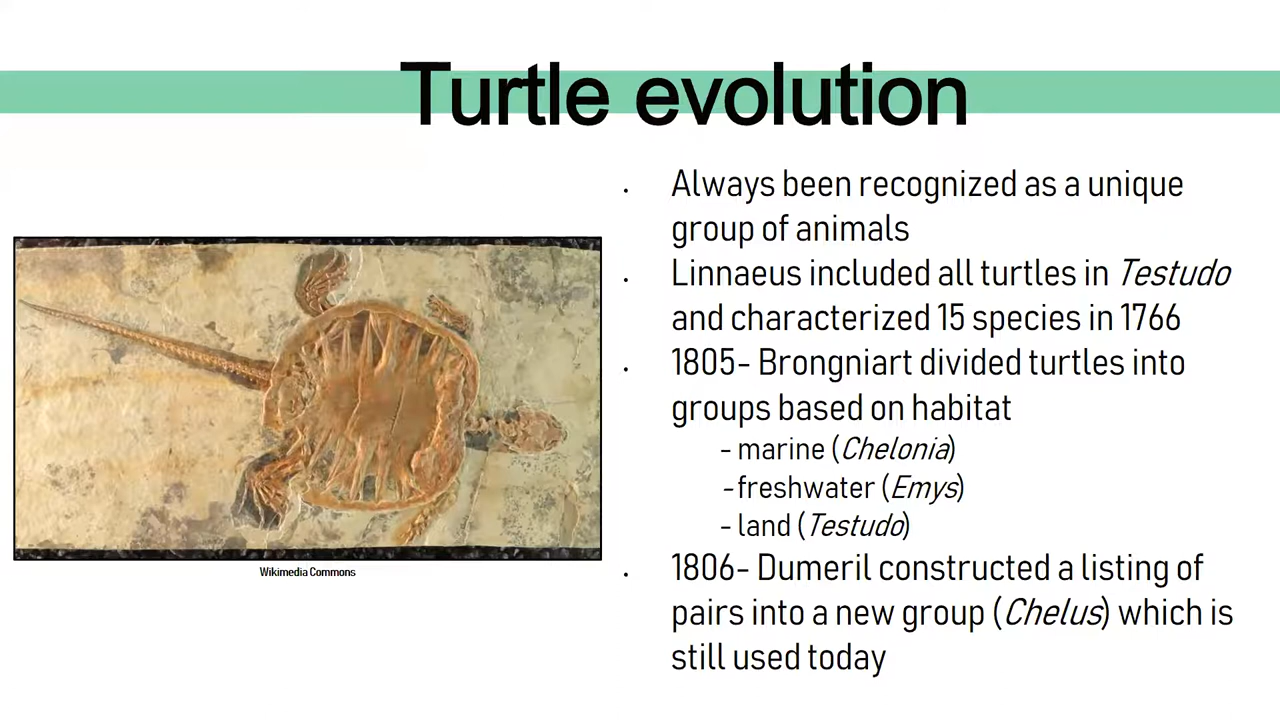 Turtle evolution
• Always been recognized as a unique
group of animals
• Linnaeus included all turtles in Testudo
and characterized 15 species in 1766
• 1805- Brongniart divided turtles into
groups based on habitat
- marine (Chelonia)
- freshwater (Emys)
- land (Testudo)
• 1806- Dumeril constructed a listing of
pairs into a new group (Chelus) which is
still used today
Wikimedia Commons